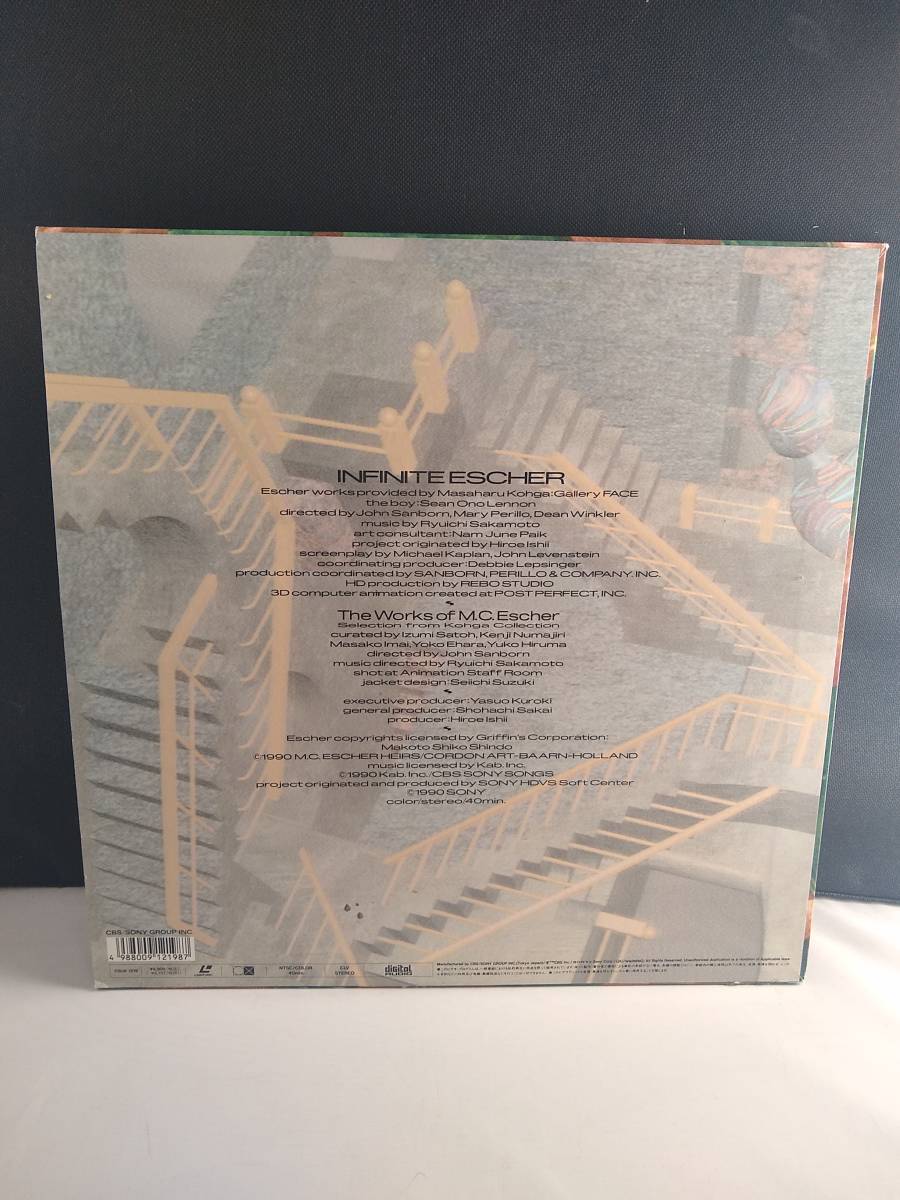 INFINITE ESCHER
Escher works provided by Masaharu Kohga:Gallery FACE
the boy:Sean Ono Lennon
directed by John Sanborn, Mary Perillo, Dean Winkler
music by Ryuichi Sakamoto
art consultant:Nam June Paik
project originated by Hiroe Ishii
screenplay by Michael Kaplan, John Levenstein
coordinating producer:Debbie Lepsinger
production coordinated by SANBORN, PERILLO & COMPANY. INC.
HD production by REBO STUDIO
3D computer animation created at POST PERFECT, INC.
The Works of M.C. Escher
Selection from Kohga Collection
curated by Izumi Satoh, Kenji Numajiri
Masako Imai, Yoko Ehara, Yuko Hiruma
directed by John Sanborn
music directed by Ryuichi Sakamoto
shot at Animation Staff Room
jacket design:Seiichi Suzuki
executive producer:Yasuo Kuroki
general producer:Shohachi Sakai
producer:Hiroe Ishii
Escher copyrights licensed by Griffin's Corporation:
Makoto Shiko Shindo
©1990 M.C. ESCHER HEIRS/CORDON ART-BAARN-HOLLAND
music licensed by Kab. Inc.
℗1990 Kab. Inc./CBS SONY SONGS
project originated and produced by SONY HDVS Soft Center
©1990 SONY
color/stereo/40min.
CBS/SONY GROUP INC.
4 988009 121987
NTSC/COLOR
40min.
CLV
STEREO
digital
AUDIO